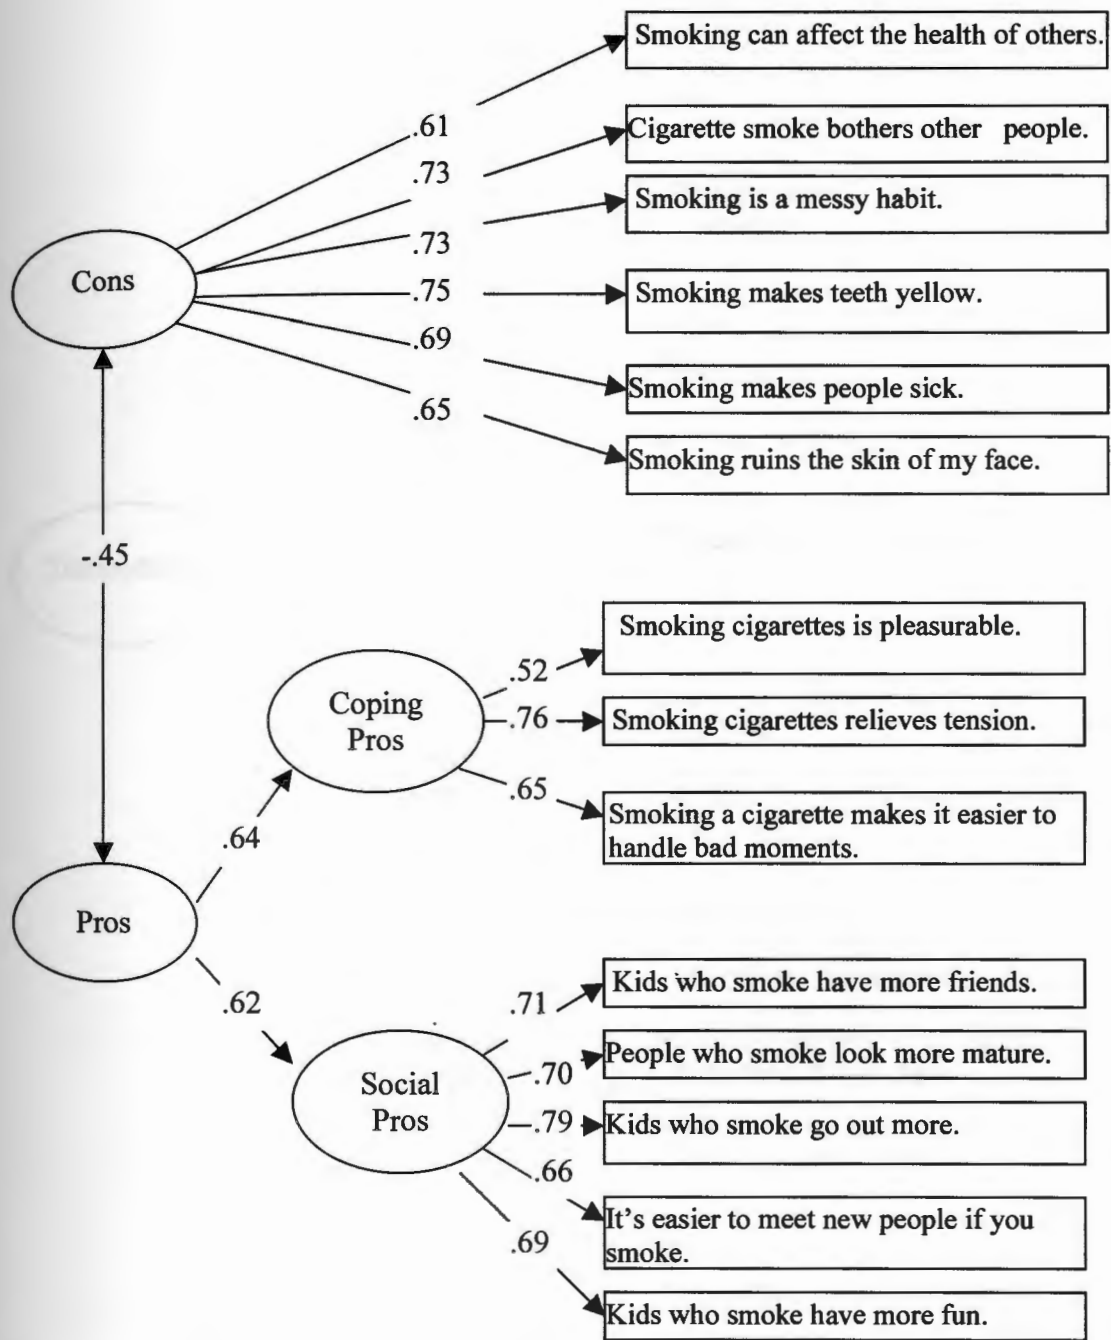 Smoking can affect the health of others.
.61
Cigarette smoke bothers other people.
.73
Smoking is a messy habit.
.73
Cons
.75
Smoking makes teeth yellow.
.69
Smoking makes people sick.
.65
Smoking ruins the skin of my face.
-.45
Smoking cigarettes is pleasurable.
.52
Coping
Pros
.76
Smoking cigarettes relieves tension.
.65
Smoking a cigarette makes it easier to
handle bad moments.
.64
Pros
.62
Kids who smoke have more friends.
.71
People who smoke look more mature.
.70
Social
Pros
.79
Kids who smoke go out more.
.66
It's easier to meet new people if you
smoke.
.69
Kids who smoke have more fun.